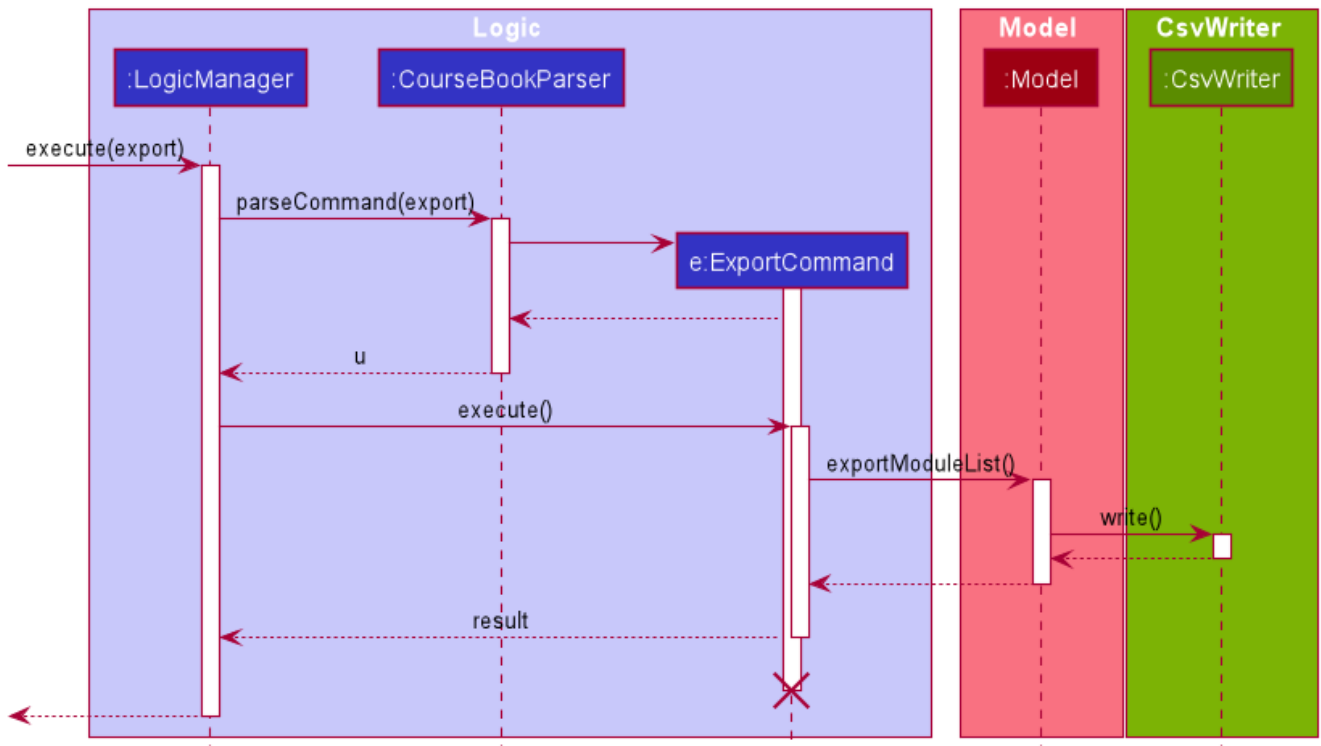 Logic
Model
CsvWriter
:LogicManager
:CourseBookParser
:Model
:CsvWriter
execute(export)
parseCommand(export)
e:ExportCommand
u
execute()
exportModuleList()
write()
result